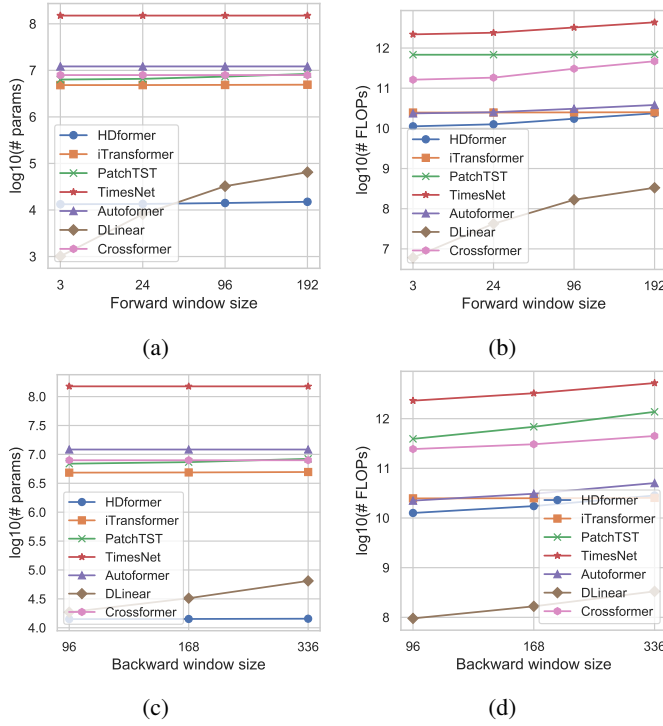 8
7
6
5
4
3
log10(# params)
HDformer
iTransformer
PatchTST
TimesNet
Autoformer
DLinear
Crossformer
3 24 96 192
Forward window size
(a)
12
11
10
9
8
7
log10(# FLOPs)
HDformer
iTransformer
PatchTST
TimesNet
Autoformer
DLinear
Crossformer
3 24 96 192
Forward window size
(b)
8.0
7.5
7.0
6.5
6.0
5.5
5.0
4.5
4.0
log10(# params)
HDformer
iTransformer
PatchTST
TimesNet
Autoformer
DLinear
Crossformer
96 168 336
Backward window size
(c)
12
11
10
9
8
log10(# FLOPs)
HDformer
iTransformer
PatchTST
TimesNet
Autoformer
DLinear
Crossformer
96 168 336
Backward window size
(d)